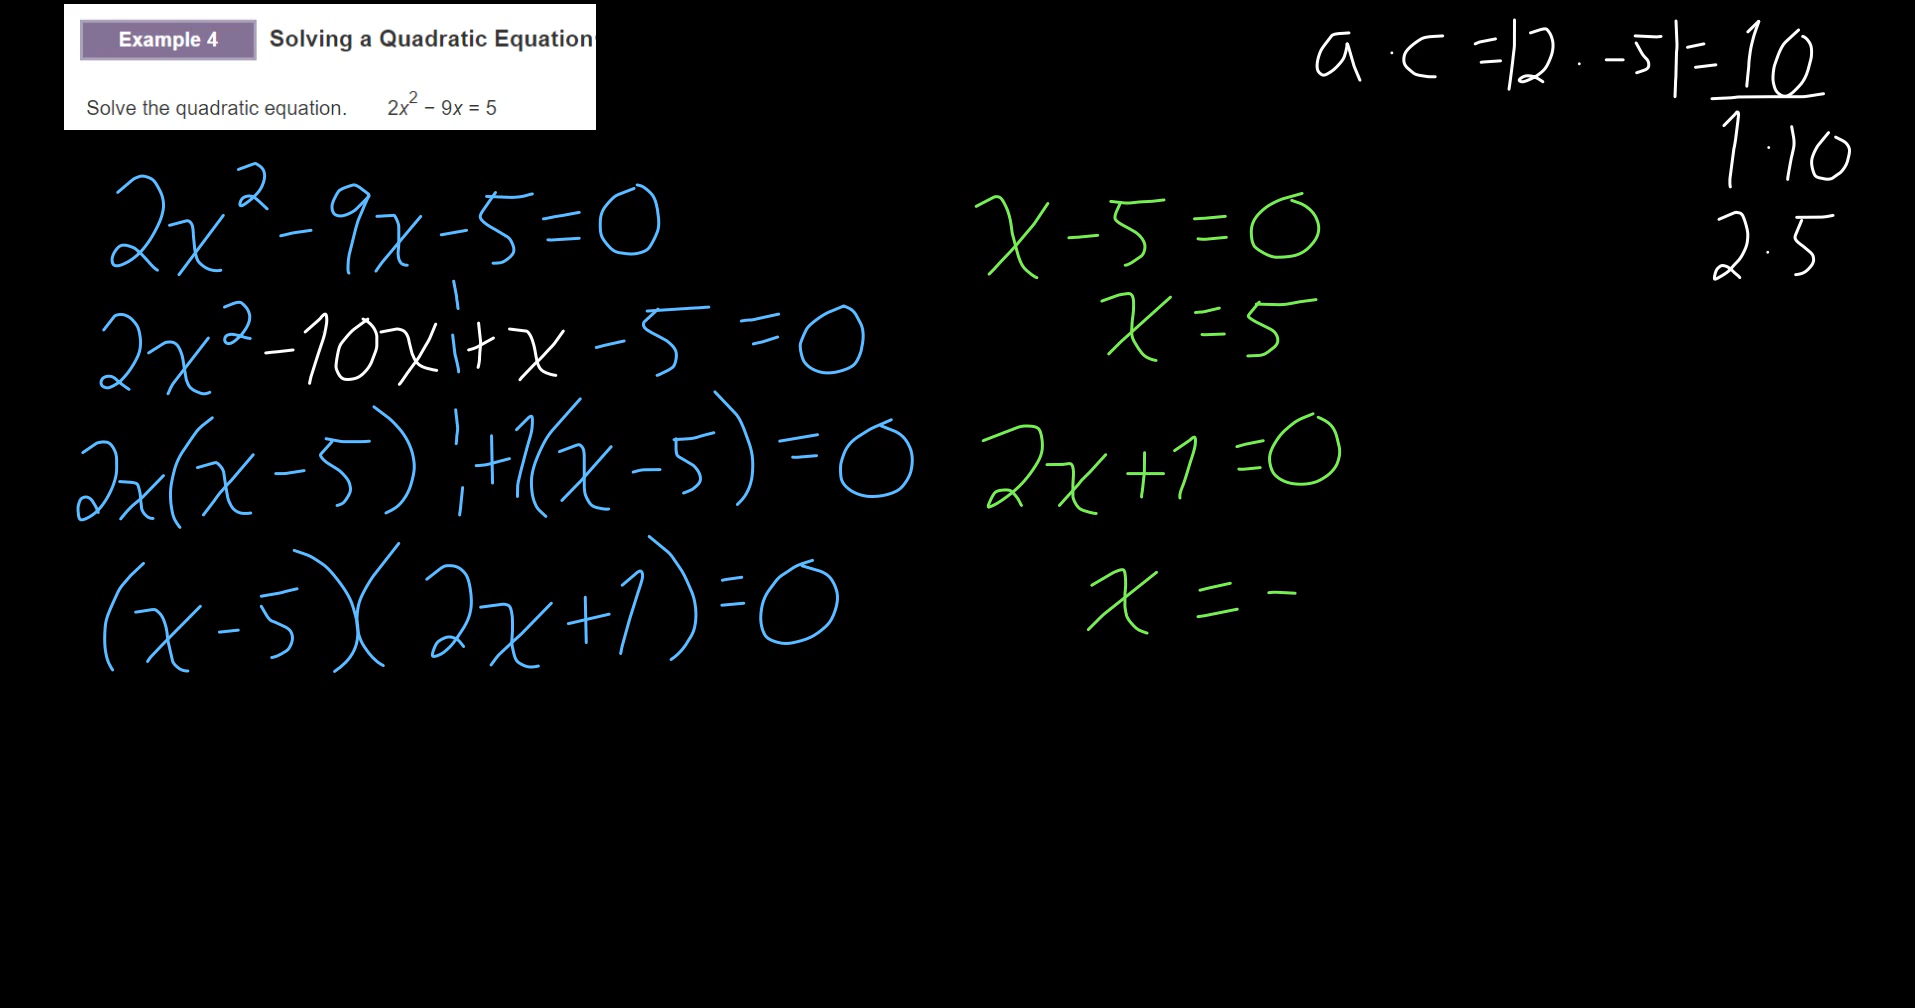 Example 4 Solving a Quadratic Equation
Solve the quadratic equation. 2x² − 9x = 5
2x² - 9x - 5 = 0
2x² - 10x + x - 5 = 0
2x(x - 5) + 1(x - 5) = 0
(x - 5)(2x + 1) = 0
x - 5 = 0
x = 5
2x + 1 = 0
x = -
a · c = |2 · -5| = 10
1 · 10
2 · 5